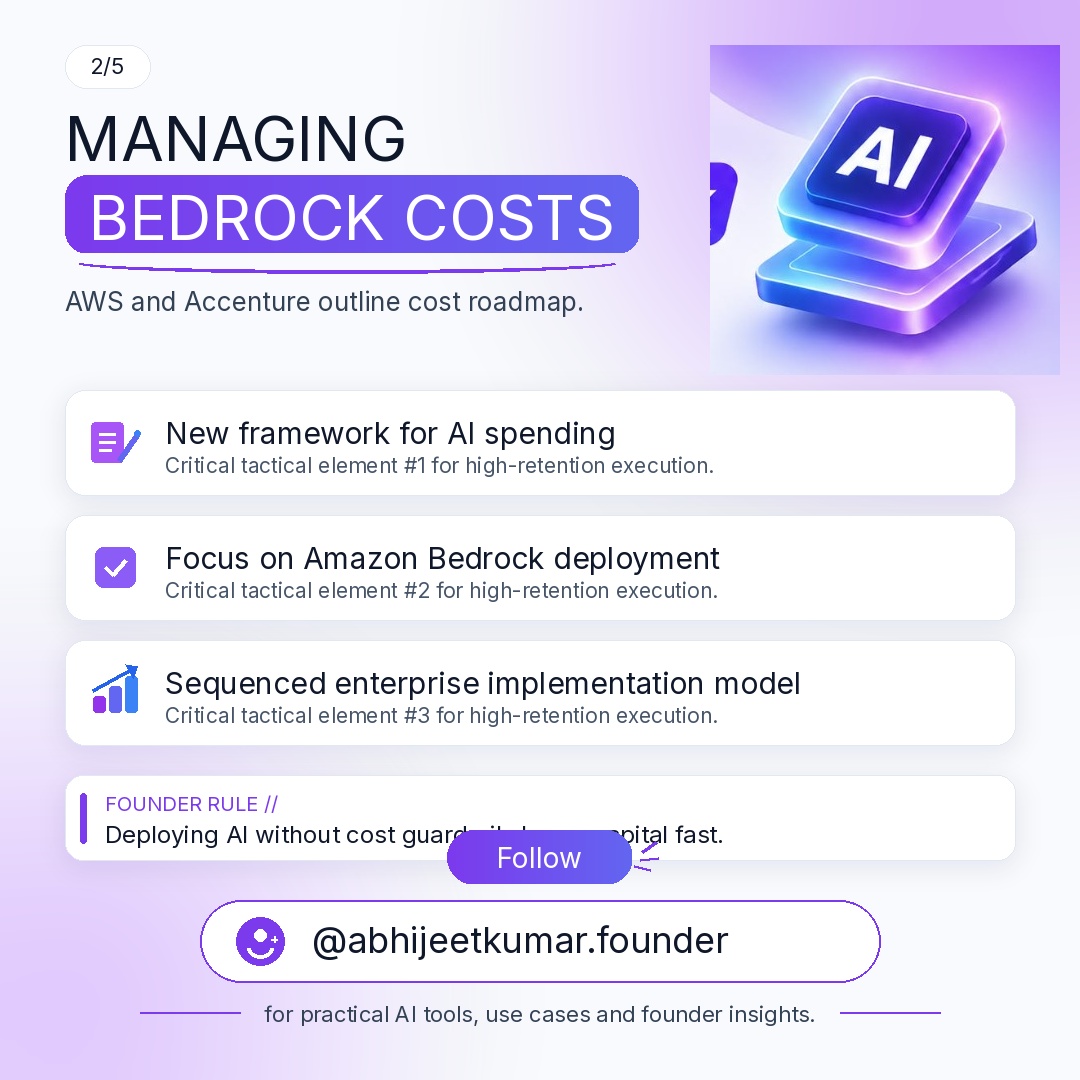 2/5
MANAGING
BEDROCK COSTS
AWS and Accenture outline cost roadmap.
AI
New framework for AI spending
Critical tactical element #1 for high-retention execution.
Focus on Amazon Bedrock deployment
Critical tactical element #2 for high-retention execution.
Sequenced enterprise implementation model
Critical tactical element #3 for high-retention execution.
FOUNDER RULE //
Deploying AI without cost fast.
Follow
@abhijeetkumar.founder
for practical AI tools, use cases and founder insights.